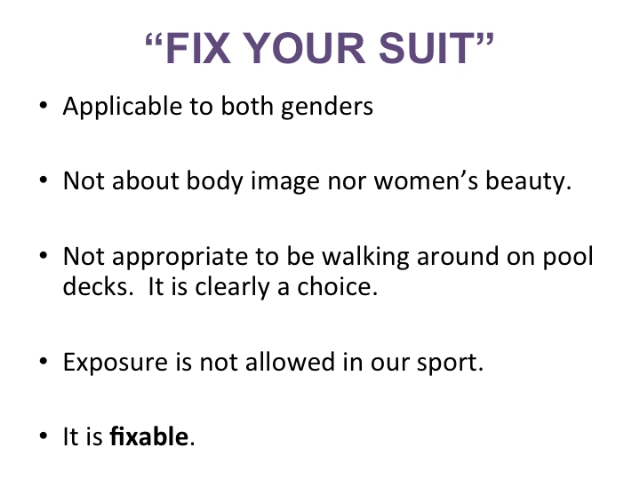 “FIX YOUR SUIT”
• Applicable to both genders
• Not about body image nor women’s beauty.
• Not appropriate to be walking around on pool
decks.  It is clearly a choice.
• Exposure is not allowed in our sport.
• It is fixable.